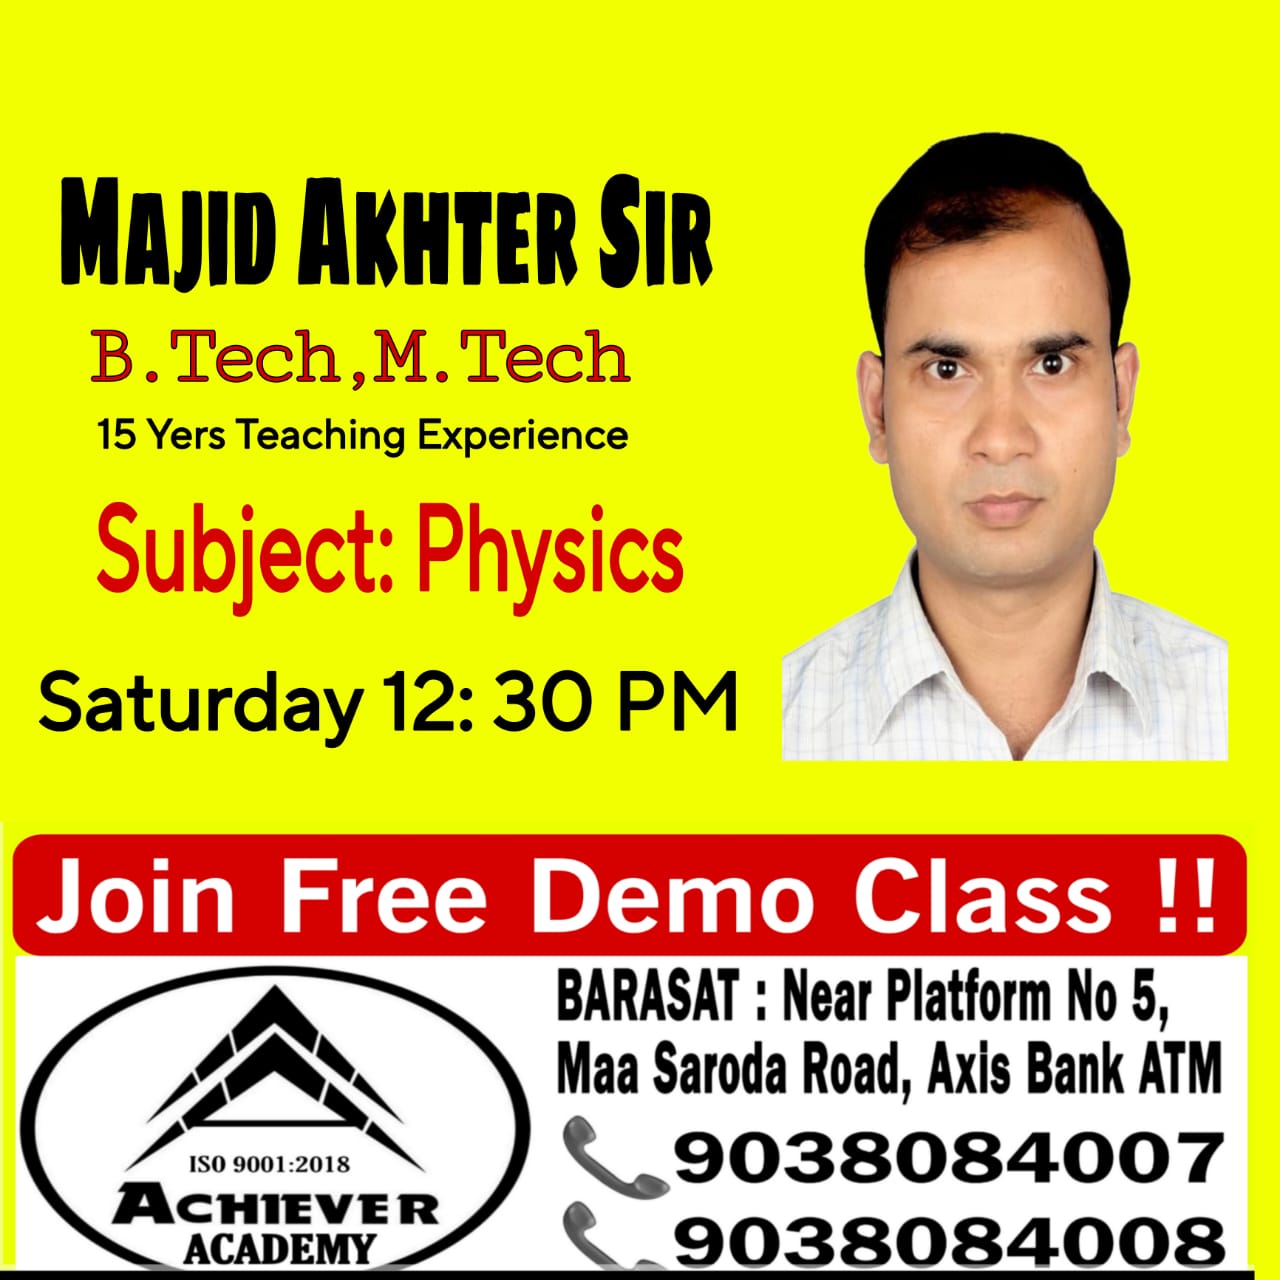 MAJID AKHTER SIR
B.Tech,M.Tech
15 Yers Teaching Experience
Subject: Physics
Saturday 12: 30 PM
Join Free Demo Class !!
ISO 9001:2018
ACHIEVER
ACADEMY
BARASAT : Near Platform No 5,
Maa Saroda Road, Axis Bank ATM
9038084007
9038084008